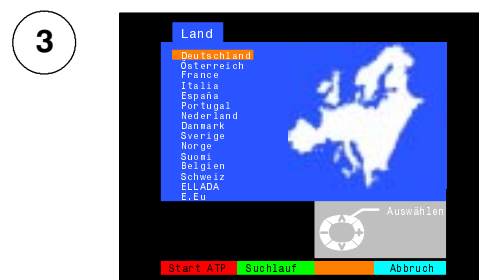 3
Land
Deutschland
Österreich
France
Italia
España
Portugal
Nederland
Danmark
Sverige
Norge
Suomi
Belgien
Schweiz
ELLADA
E.Eu
Auswählen
Start ATP Suchlauf Abbruch